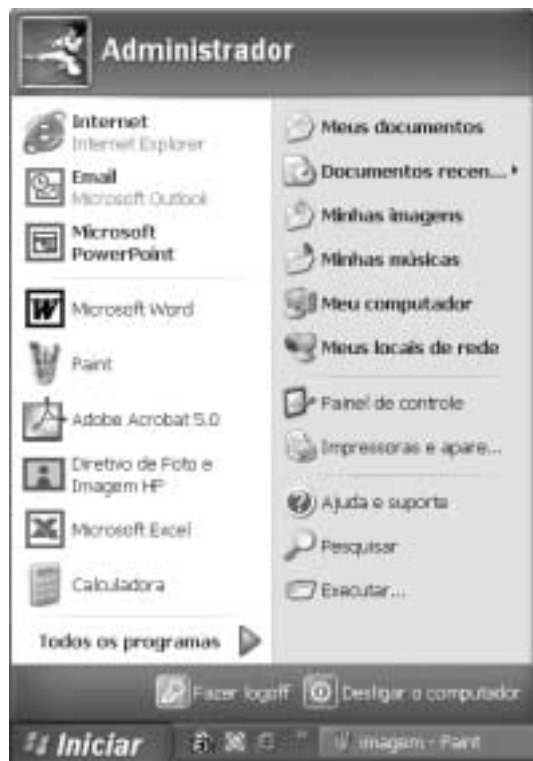 Administrador
Internet
Internet Explorer
Email
Microsoft Outlook
Microsoft
PowerPoint
Microsoft Word
Paint
Adobe Acrobat 5.0
Diretivo de Foto e
Imagem HP
Microsoft Excel
Calculadora
Todos os programas
Meus documentos
Documentos recen...
Minhas imagens
Minhas músicas
Meu computador
Meus locais de rede
Painel de controle
Impressoras e apare...
Ajuda e suporte
Pesquisar
Executar...
Fazer logoff
Desligar o computador
Iniciar
imagem - Paint